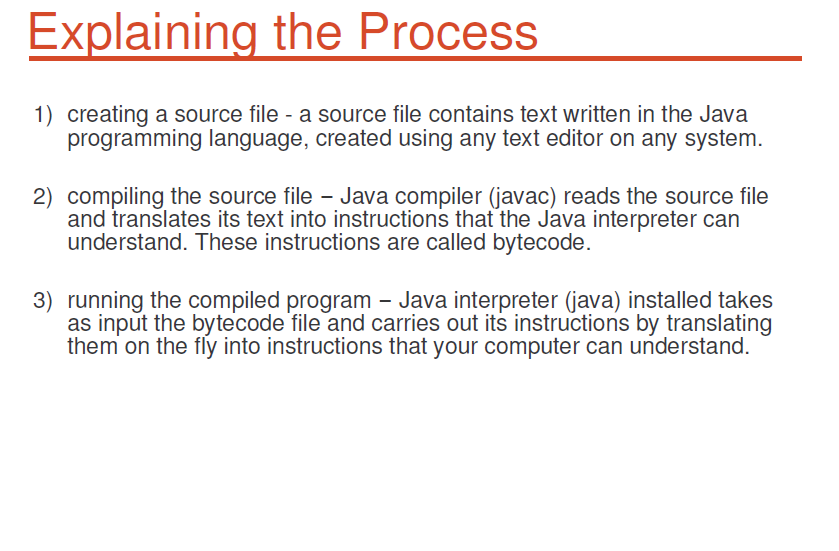 Explaining the Process
1) creating a source file - a source file contains text written in the Java
programming language, created using any text editor on any system.
2) compiling the source file – Java compiler (javac) reads the source file
and translates its text into instructions that the Java interpreter can
understand. These instructions are called bytecode.
3) running the compiled program – Java interpreter (java) installed takes
as input the bytecode file and carries out its instructions by translating
them on the fly into instructions that your computer can understand.